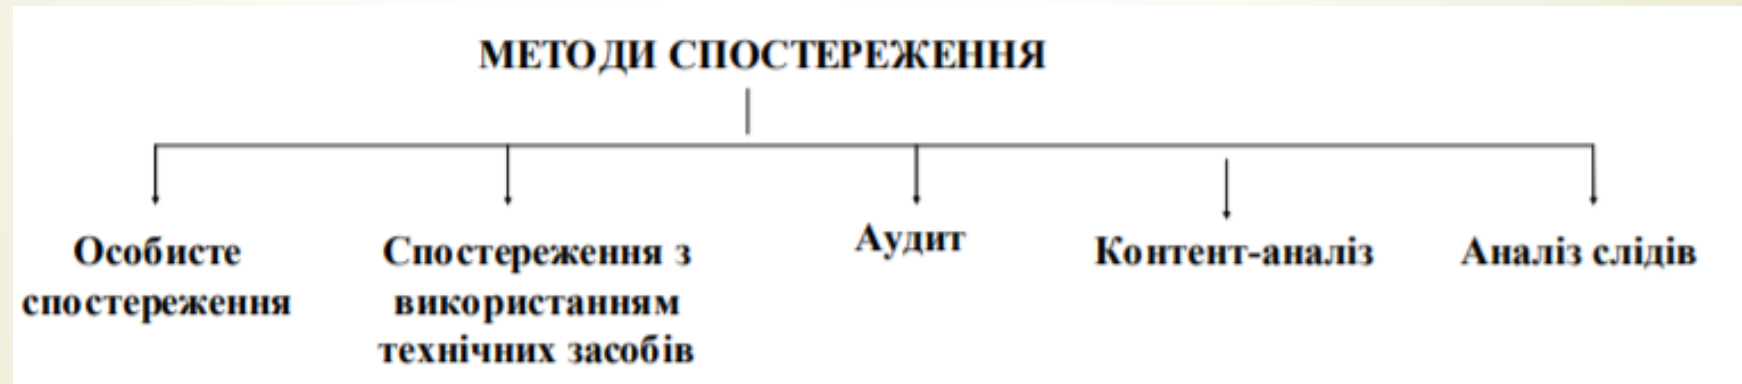 МЕТОДИ СПОСТЕРЕЖЕННЯ
Особисте
спостереження
Спостереження з
використанням
технічних засобів
Аудит
Контент-аналіз
Аналіз слідів